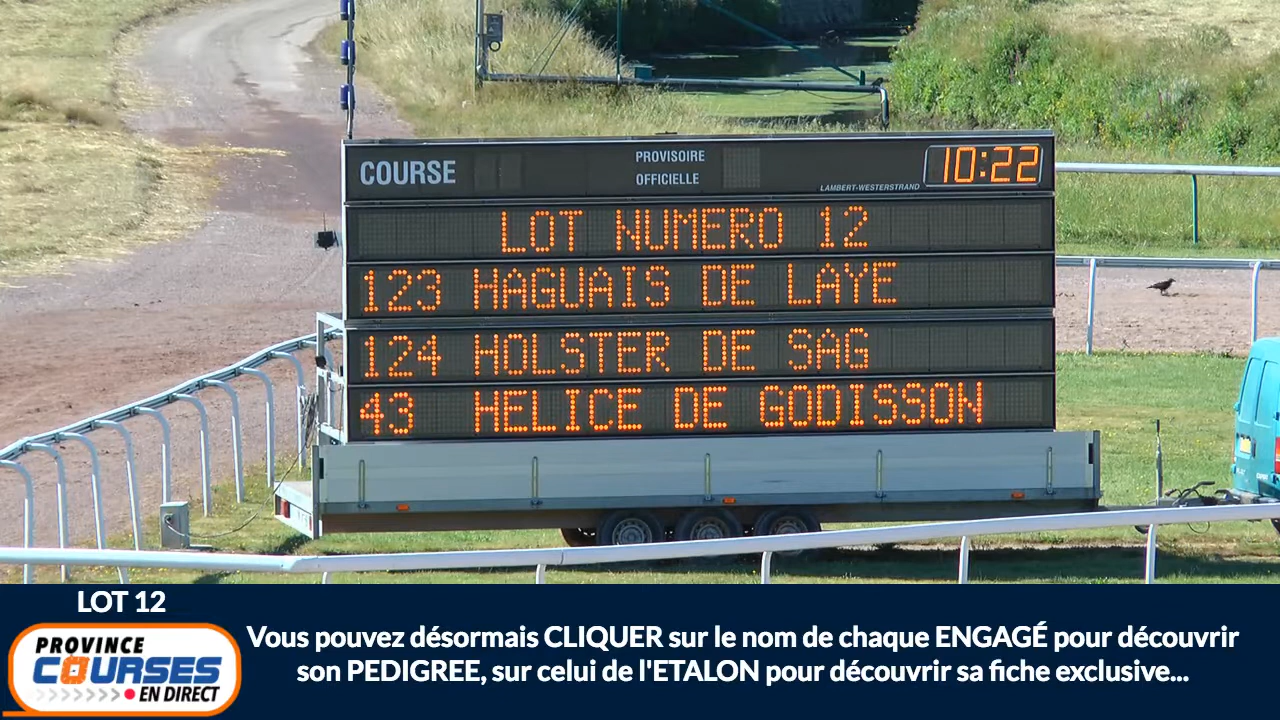 COURSE
PROVISOIRE
OFFICIELLE
LAMBERT-WESTERSTRAND
10:22
LOT NUMERO 12
123 HAGUAIS DE LAYE
124 HOLSTER DE SAG
43 HELICE DE GODISSON
LOT 12
PROVINCE
COURSES
EN DIRECT
Vous pouvez désormais CLIQUER sur le nom de chaque ENGAGÉ pour découvrir
son PEDIGREE, sur celui de l'ETALON pour découvrir sa fiche exclusive...